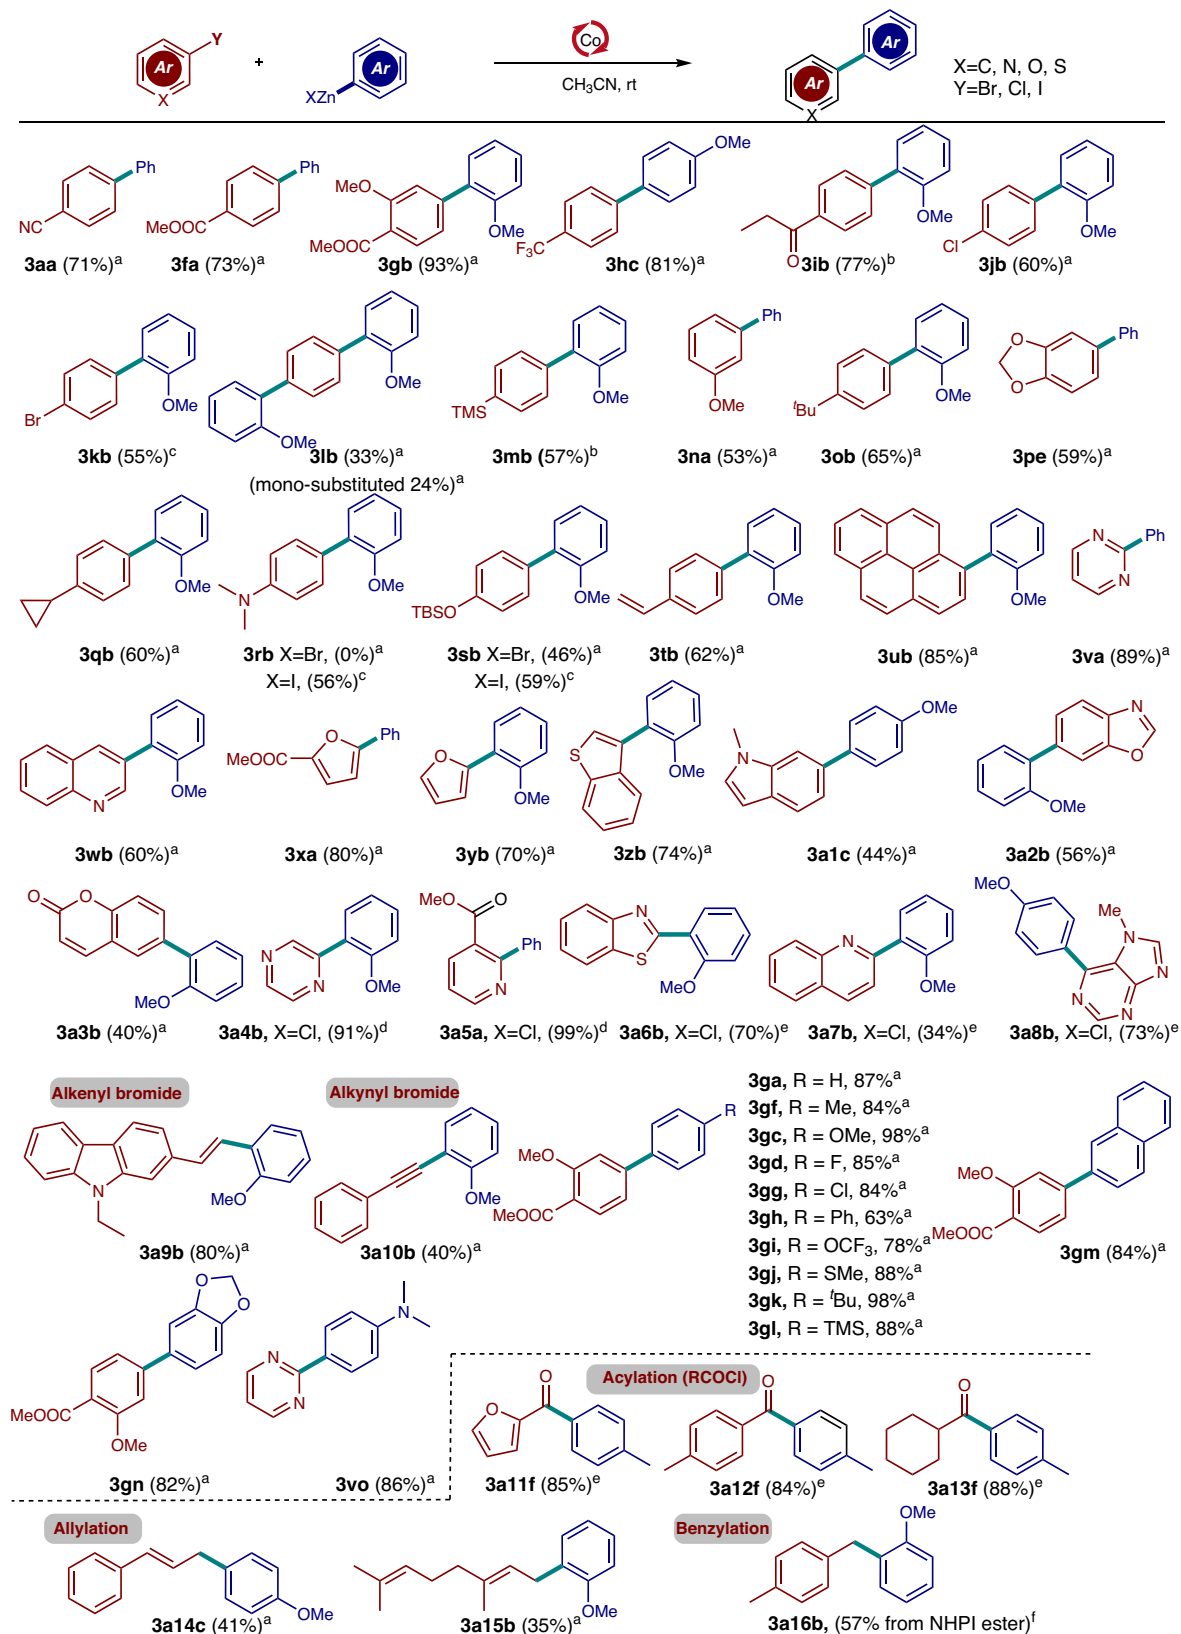 Y
Ar
X
+
XZn
Ar
Co
CH₃CN, rt
Ar
Ar
X
X=C, N, O, S
Y=Br, Cl, I
Ph
NC
3aa (71%)ᵃ
Ph
MeOOC
3fa (73%)ᵃ
MeO
MeOOC
OMe
3gb (93%)ᵃ
OMe
F₃C
3hc (81%)ᵃ
O
OMe
3ib (77%)ᵇ
Cl
OMe
3jb (60%)ᵃ
Br
OMe
3kb (55%)ᶜ
OMe
OMe
3lb (33%)ᵃ
(mono-substituted 24%)ᵃ
TMS
OMe
3mb (57%)ᵇ
Ph
OMe
3na (53%)ᵃ
ᵗBu
OMe
3ob (65%)ᵃ
O
O
Ph
3pe (59%)ᵃ
OMe
3qb (60%)ᵃ
N
OMe
3rb X=Br, (0%)ᵃ
X=I, (56%)ᶜ
TBSO
OMe
3sb X=Br, (46%)ᵃ
X=I, (59%)ᶜ
OMe
3tb (62%)ᵃ
OMe
3ub (85%)ᵃ
N
N
Ph
3va (89%)ᵃ
N
OMe
3wb (60%)ᵃ
MeOOC
O
Ph
3xa (80%)ᵃ
O
OMe
3yb (70%)ᵃ
S
OMe
3zb (74%)ᵃ
N
OMe
3a1c (44%)ᵃ
N
O
OMe
3a2b (56%)ᵃ
O
O
MeO
3a3b (40%)ᵃ
N
N
OMe
3a4b, X=Cl, (91%)ᵈ
MeO
O
Ph
N
3a5a, X=Cl, (99%)ᵈ
N
S
MeO
3a6b, X=Cl, (70%)ᵉ
N
OMe
3a7b, X=Cl, (34%)ᵉ
MeO
Me
N
N
N
N
3a8b, X=Cl, (73%)ᵉ
Alkenyl bromide
N
MeO
3a9b (80%)ᵃ
Alkynyl bromide
OMe
3a10b (40%)ᵃ
R
MeO
MeOOC
3ga, R = H, 87%ᵃ
3gf, R = Me, 84%ᵃ
3gc, R = OMe, 98%ᵃ
3gd, R = F, 85%ᵃ
3gg, R = Cl, 84%ᵃ
3gh, R = Ph, 63%ᵃ
3gi, R = OCF₃, 78%ᵃ
3gj, R = SMe, 88%ᵃ
3gk, R = ᵗBu, 98%ᵃ
3gl, R = TMS, 88%ᵃ
MeO
MeOOC
3gm (84%)ᵃ
O
O
MeOOC
OMe
3gn (82%)ᵃ
N
N
N
3vo (86%)ᵃ
Acylation (RCOCl)
O
O
3a11f (85%)ᵉ
O
3a12f (84%)ᵉ
O
3a13f (88%)ᵉ
Allylation
OMe
3a14c (41%)ᵃ
OMe
3a15b (35%)ᵃ
Benzylation
OMe
3a16b, (57% from NHPI ester)ᶠ